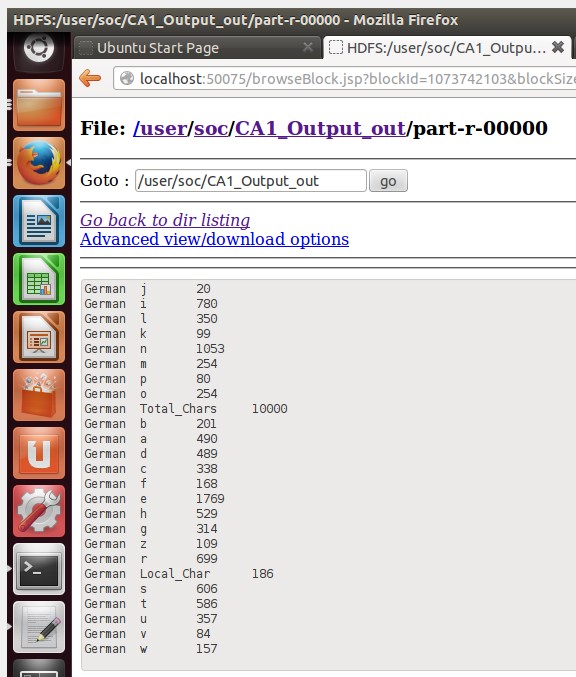 HDFS:/user/soc/CA1_Output_out/part-r-00000 - Mozilla Firefox
Ubuntu Start Page
HDFS:/user/soc/CA1_Outpu...
localhost:50075/browseBlock.jsp?blockId=1073742103&blockSize
File: /user/soc/CA1_Output_out/part-r-00000
Goto : /user/soc/CA1_Output_out go
Go back to dir listing
Advanced view/download options
German j 20
German i 780
German l 350
German k 99
German n 1053
German m 254
German p 80
German o 254
German Total_Chars 10000
German b 201
German a 490
German d 489
German c 338
German f 168
German e 1769
German h 529
German g 314
German z 109
German r 699
German Local_Char 186
German s 606
German t 586
German u 357
German v 84
German w 157